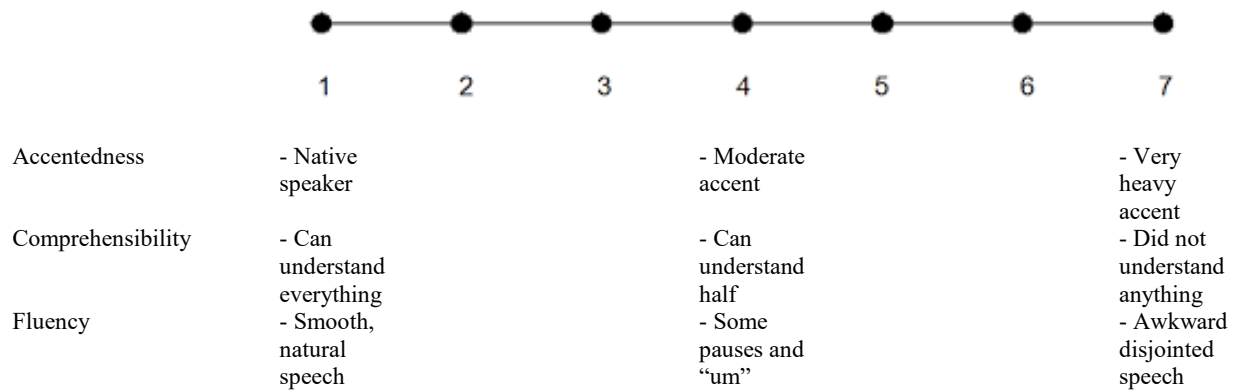 1 2 3 4 5 6 7
Accentedness - Native - Moderate - Very
speaker accent heavy
accent
Comprehensibility - Can - Can - Did not
understand understand understand
everything half anything
Fluency - Smooth, - Some - Awkward
natural pauses and disjointed
speech “um” speech